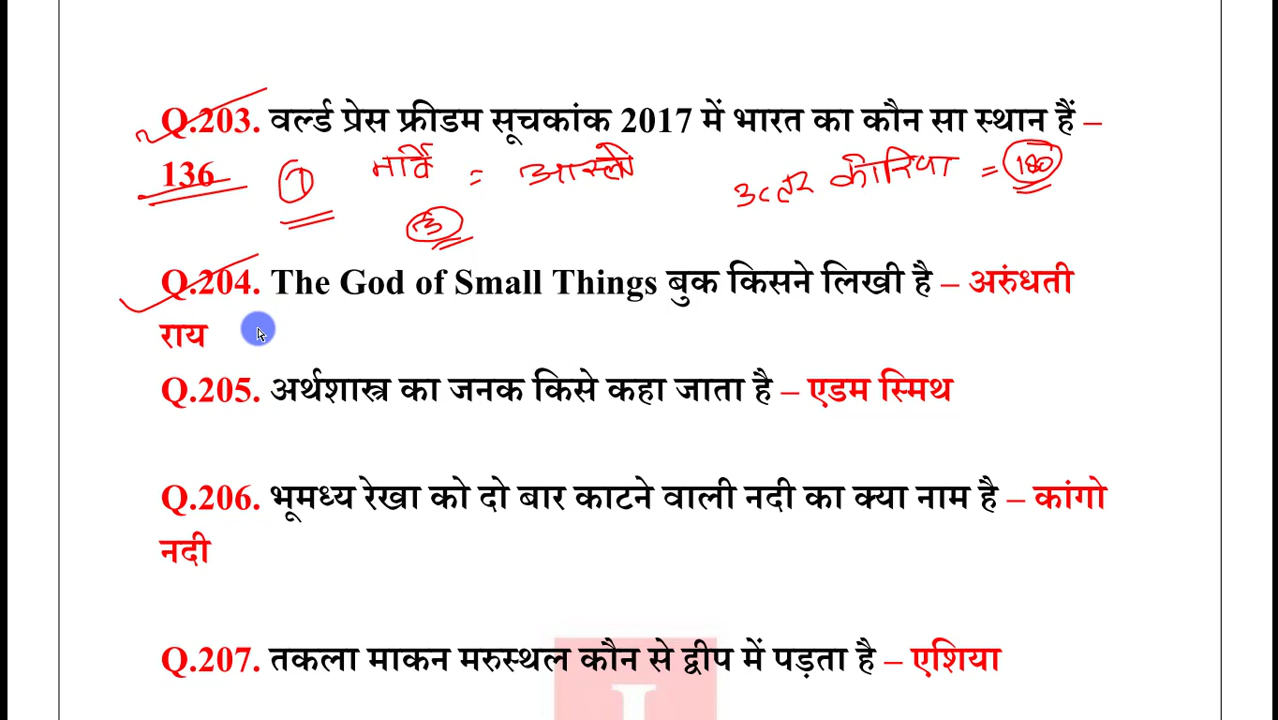 Q.203. वर्ल्ड प्रेस फ्रीडम सूचकांक 2017 में भारत का कौन सा स्थान हैं –
136 ① नार्वे = आस्लो उत्तर कोरिया = 180
Q.204. The God of Small Things बुक किसने लिखी है – अरुंधती
राय
Q.205. अर्थशास्त्र का जनक किसे कहा जाता है – एडम स्मिथ
Q.206. भूमध्य रेखा को दो बार काटने वाली नदी का क्या नाम है – कांगो
नदी
Q.207. तकला माकन मरुस्थल कौन से द्वीप में पड़ता है – एशिया